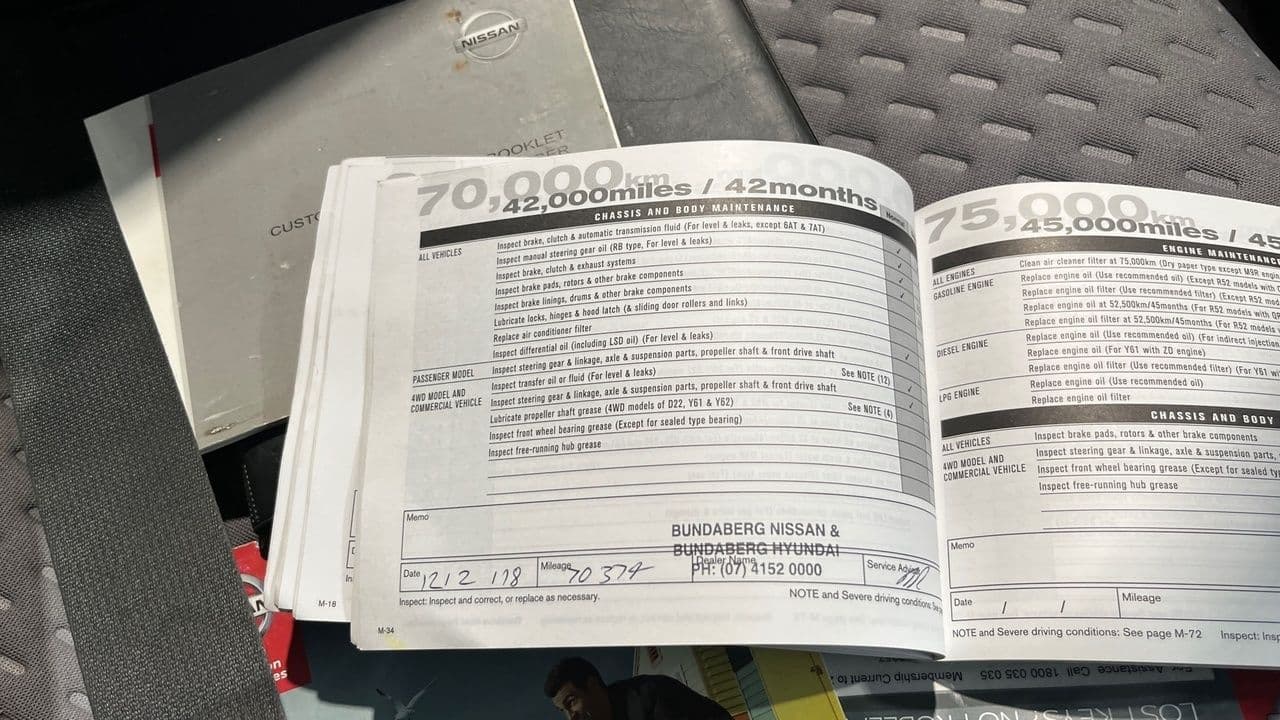 NISSAN
70,000km
42,000miles / 42months
CHASSIS AND BODY MAINTENANCE
ALL VEHICLES
Inspect brake, clutch & automatic transmission fluid (For level & leaks, except 6AT & 7AT)
Inspect manual steering gear oil (RB type, For level & leaks)
Inspect brake, clutch & exhaust systems
Inspect brake pads, rotors & other brake components
Inspect brake linings, drums & other brake components
Lubricate locks, hinges & hood latch (& sliding door rollers and links)
Replace air conditioner filter
Inspect differential oil (including LSD oil) (For level & leaks)
PASSENGER MODEL
Inspect steering gear & linkage, axle & suspension parts, propeller shaft & front drive shaft
4WD MODEL AND
COMMERCIAL VEHICLE
Inspect transfer oil or fluid (For level & leaks) See NOTE (12)
Inspect steering gear & linkage, axle & suspension parts, propeller shaft & front drive shaft
Lubricate propeller shaft grease (4WD models of D22, Y61 & Y62) See NOTE (4)
Inspect front wheel bearing grease (Except for sealed type bearing)
Inspect free-running hub grease
Memo
BUNDABERG NISSAN &
BUNDABERG HYUNDAI
Dealer Name
PH: (07) 4152 0000
Date 12 12 18
Mileage 70 374
Service
Inspect: Inspect and correct, or replace as necessary.
NOTE and Severe driving conditions:
M-34
M-18
75,000km
45,000miles / 45
ENGINE MAINTENANC
ALL ENGINES
Clean air cleaner filter at 75,000km (Dry paper type except M9R engin
GASOLINE ENGINE
Replace engine oil (Use recommended oil) (Except R52 models with
Replace engine oil filter (Use recommended filter) (Except R52 mo
Replace engine oil at 52,500km/45months (For R52 models with
Replace engine oil filter at 52,500km/45months (For R52 models
DIESEL ENGINE
Replace engine oil (Use recommended oil) (For indirect injection
Replace engine oil (For Y61 with ZD engine)
Replace engine oil filter (Use recommended filter) (For Y61 wi
LPG ENGINE
Replace engine oil (Use recommended oil)
Replace engine oil filter
CHASSIS AND BODY
ALL VEHICLES
Inspect brake pads, rotors & other brake components
4WD MODEL AND
COMMERCIAL VEHICLE
Inspect steering gear & linkage, axle & suspension parts,
Inspect front wheel bearing grease (Except for sealed ty
Inspect free-running hub grease
Memo
Date / /
Mileage
NOTE and Severe driving conditions: See page M-72
Inspect: Insp
For Assistance Call 1800 035 035 Membership Current to
LOST KEYS?